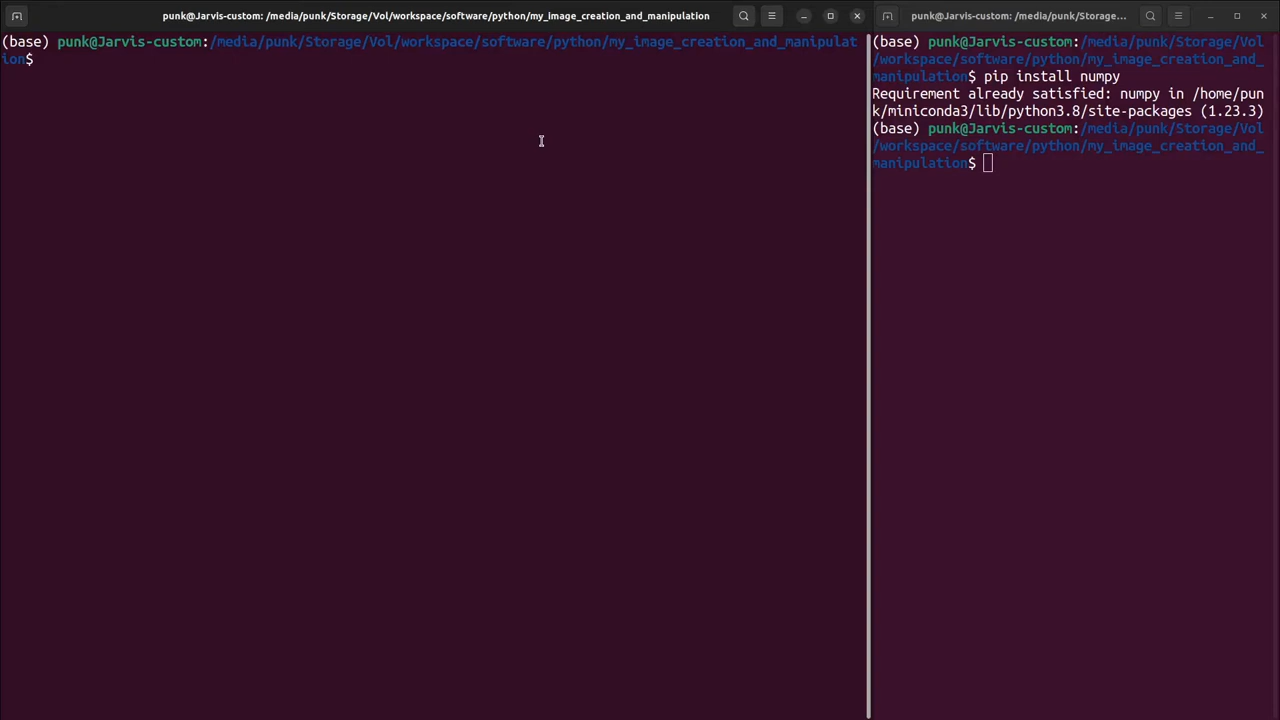 punk@Jarvis-custom: /media/punk/Storage/Vol/workspace/software/python/my_image_creation_and_manipulation
(base) punk@Jarvis-custom:/media/punk/Storage/Vol/workspace/software/python/my_image_creation_and_manipulat
ion$
punk@Jarvis-custom: /media/punk/Storage...
(base) punk@Jarvis-custom:/media/punk/Storage/Vol
/workspace/software/python/my_image_creation_and_
manipulation$ pip install numpy
Requirement already satisfied: numpy in /home/pun
k/miniconda3/lib/python3.8/site-packages (1.23.3)
(base) punk@Jarvis-custom:/media/punk/Storage/Vol
/workspace/software/python/my_image_creation_and_
manipulation$